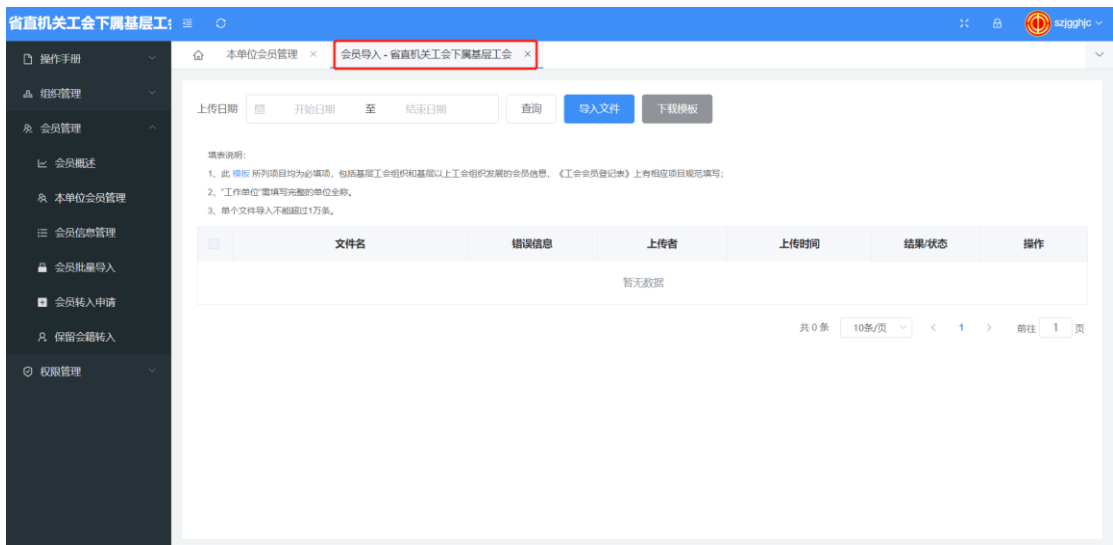 省直机关工会下属基层工会
szjgghjc
操作手册
组织管理
会员管理
会员概述
本单位会员管理
会员信息管理
会员批量导入
会员转入申请
保留会籍转入
权限管理
本单位会员管理 ×
会员导入 - 省直机关工会下属基层工会 ×
上传日期 开始日期 至 结束日期 查询 导入文件 下载模板
填表说明:
1、此 模板 所列项目均为必填项，包括基层工会组织和基层以上工会组织发展的会员信息，《工会会员登记表》上有相应项目规范填写;
2、"工作单位"需填写完整的单位全称。
3、单个文件导入不能超过1万条。
文件名 错误信息 上传者 上传时间 结果/状态 操作
暂无数据
共 0 条 10条/页 < 1 > 前往 1 页